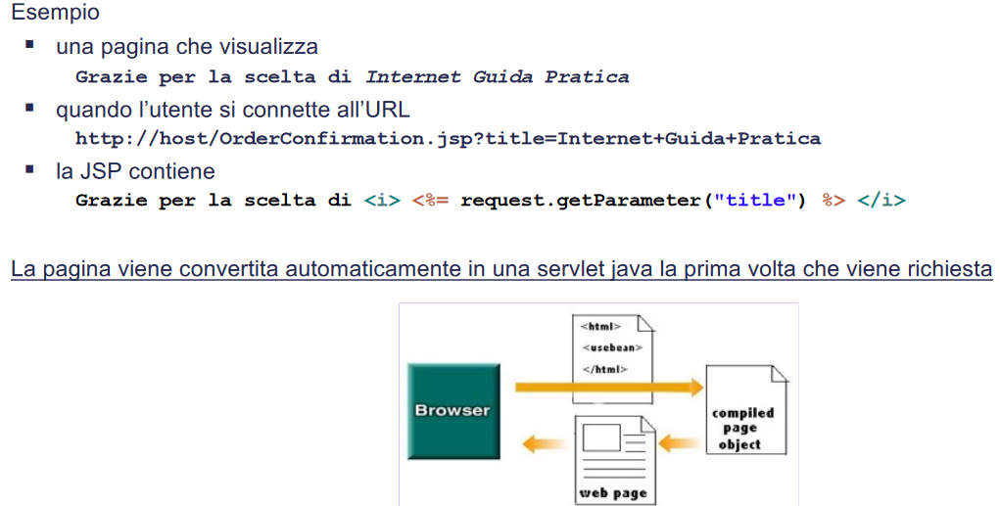 Esempio
▪ una pagina che visualizza
Grazie per la scelta di Internet Guida Pratica
▪ quando l’utente si connette all’URL
http://host/OrderConfirmation.jsp?title=Internet+Guida+Pratica
▪ la JSP contiene
Grazie per la scelta di <i> <%= request.getParameter("title") %> </i>
La pagina viene convertita automaticamente in una servlet java la prima volta che viene richiesta
<html>
<usebean>
</html>
Browser
compiled
page
object
web page